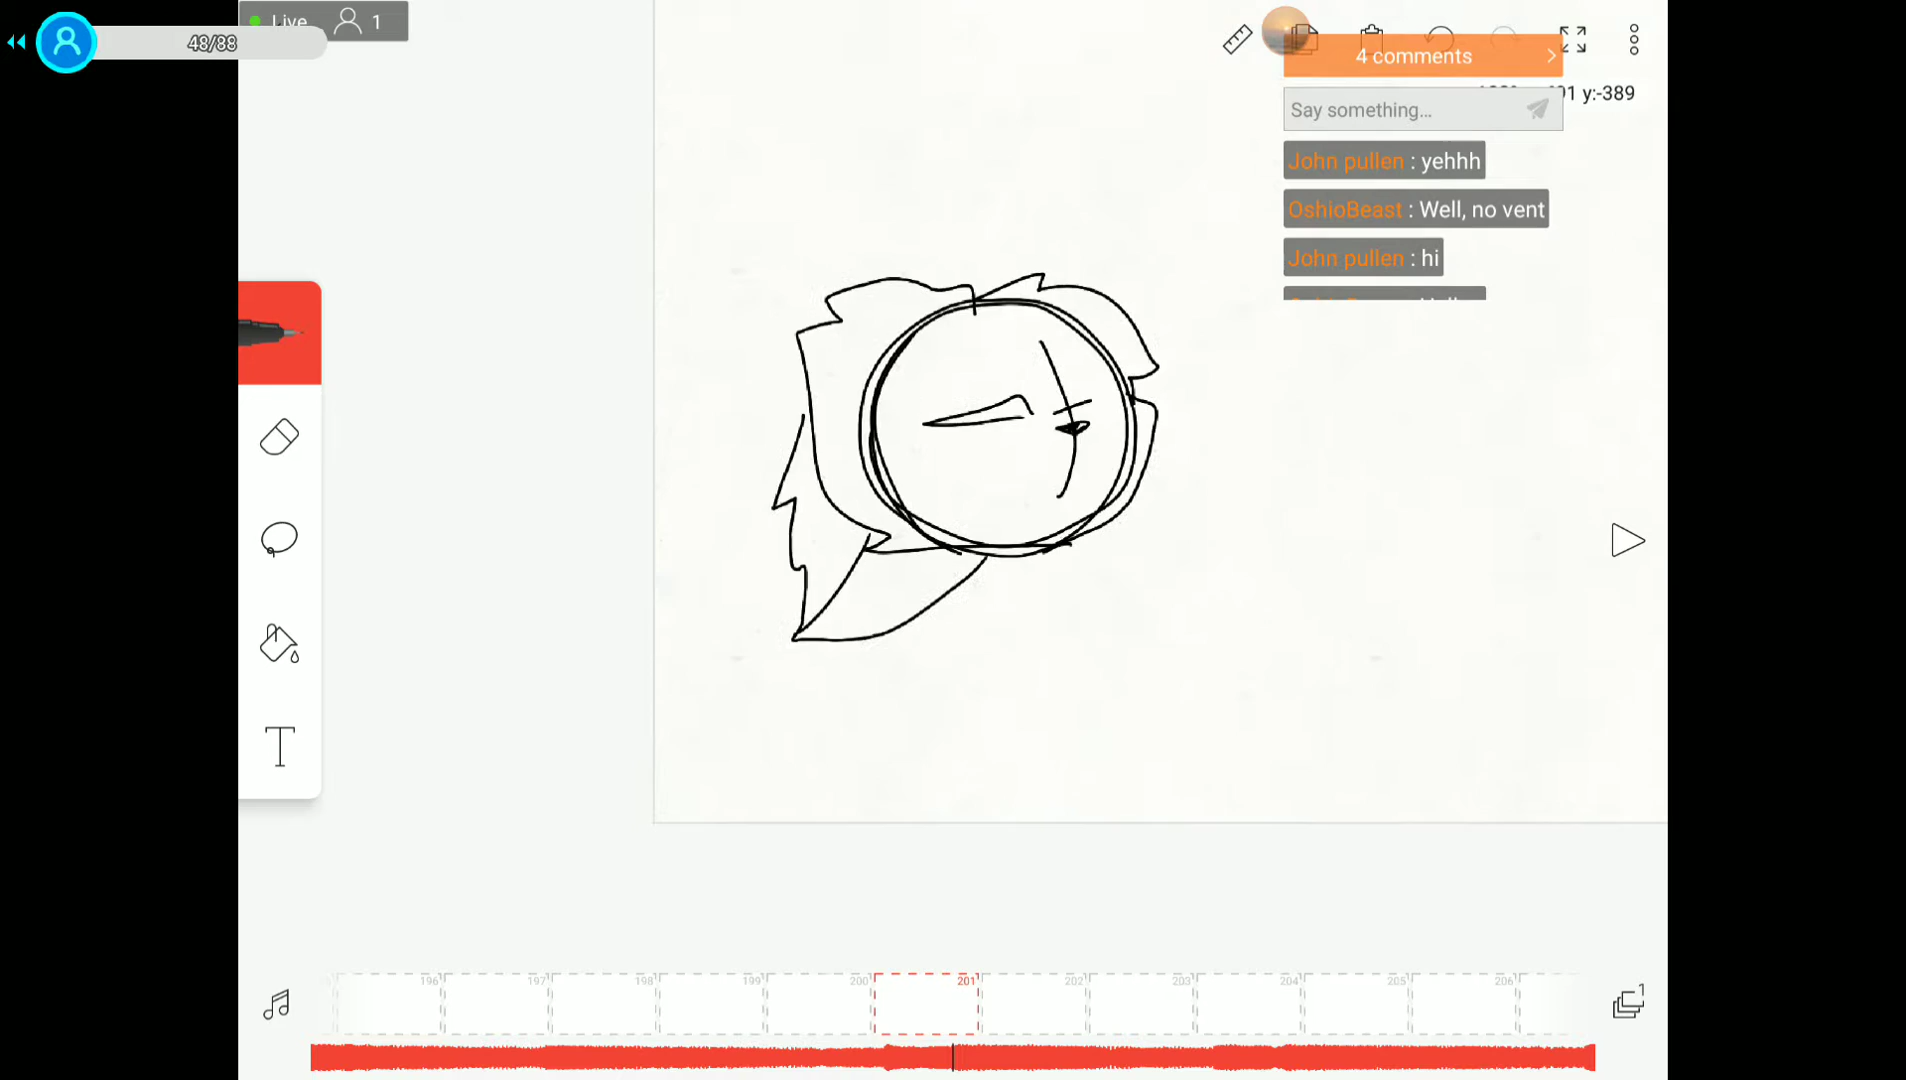 Live 1
48/88
4 comments
91 y:-389
Say something...
John pullen : yehhh
OshioBeast : Well, no vent
John pullen : hi
T
1
196 197 198 199 200 201 202 203 204 205 206